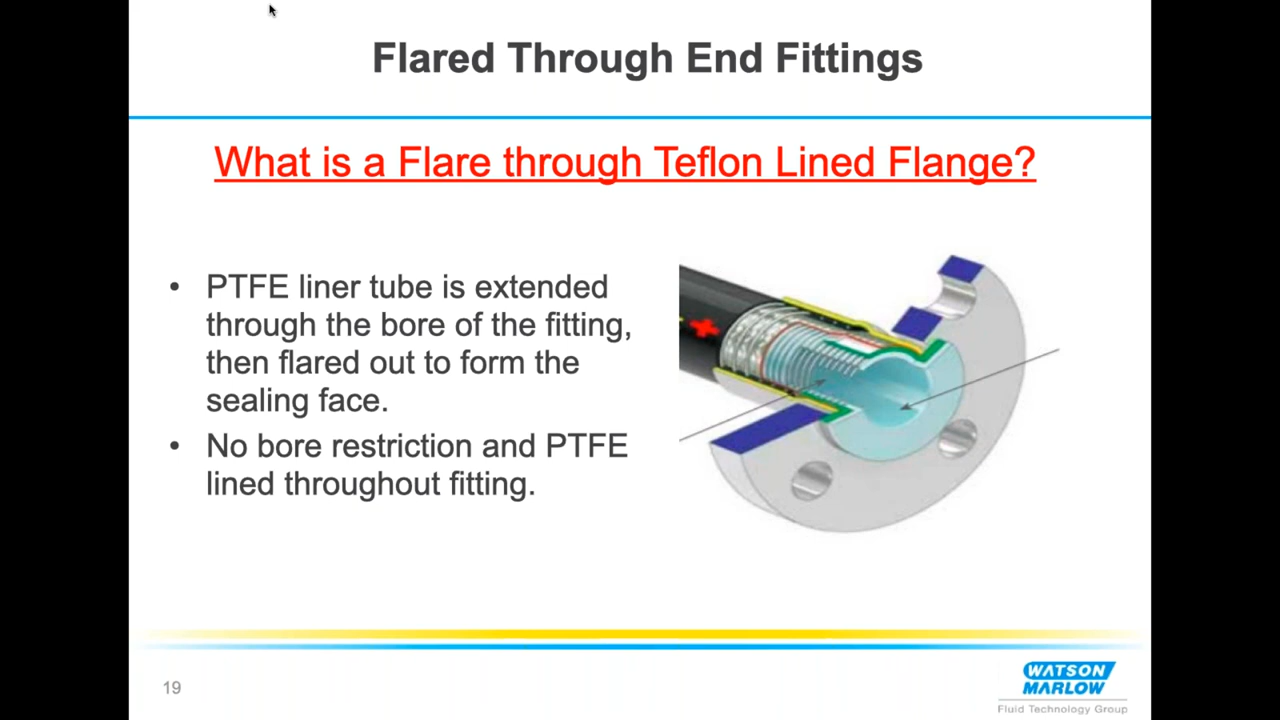 Flared Through End Fittings
What is a Flare through Teflon Lined Flange?
• PTFE liner tube is extended
through the bore of the fitting,
then flared out to form the
sealing face.
• No bore restriction and PTFE
lined throughout fitting.
19
WATSON
MARLOW
Fluid Technology Group